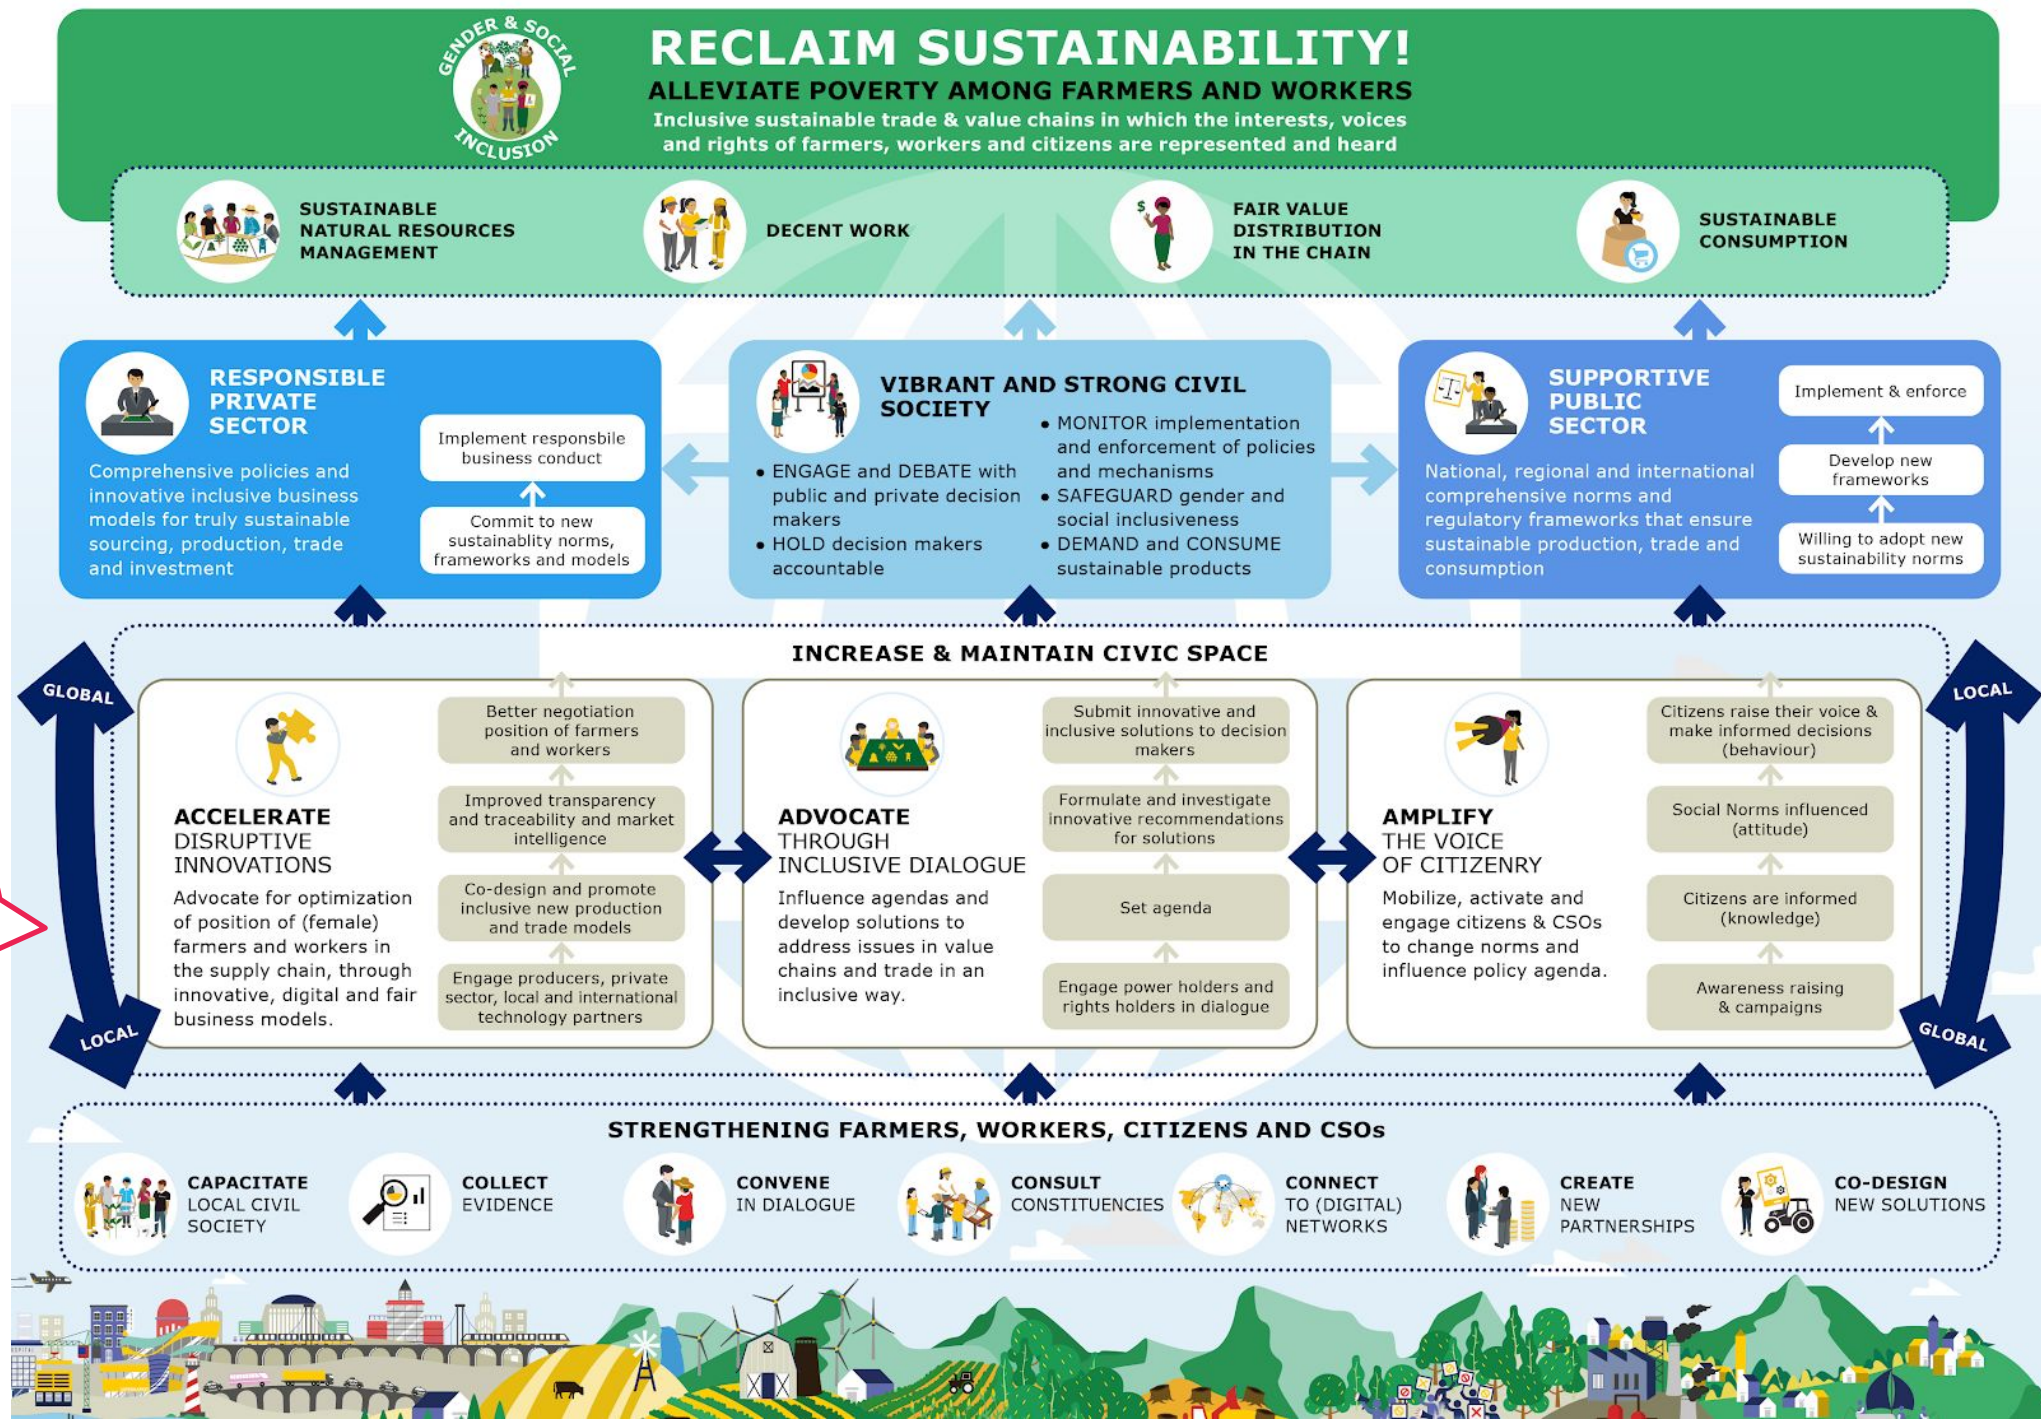 GENDER & SOCIAL
INCLUSION
RECLAIM SUSTAINABILITY!
ALLEVIATE POVERTY AMONG FARMERS AND WORKERS
Inclusive sustainable trade & value chains in which the interests, voices
and rights of farmers, workers and citizens are represented and heard
SUSTAINABLE
NATURAL RESOURCES
MANAGEMENT
DECENT WORK
FAIR VALUE
DISTRIBUTION
IN THE CHAIN
SUSTAINABLE
CONSUMPTION
RESPONSIBLE
PRIVATE
SECTOR
Comprehensive policies and
innovative inclusive business
models for truly sustainable
sourcing, production, trade
and investment
Implement responsbile
business conduct
Commit to new
sustainablity norms,
frameworks and models
VIBRANT AND STRONG CIVIL
SOCIETY
• ENGAGE and DEBATE with
public and private decision
makers
• HOLD decision makers
accountable
• MONITOR implementation
and enforcement of policies
and mechanisms
• SAFEGUARD gender and
social inclusiveness
• DEMAND and CONSUME
sustainable products
SUPPORTIVE
PUBLIC
SECTOR
National, regional and international
comprehensive norms and
regulatory frameworks that ensure
sustainable production, trade and
consumption
Implement & enforce
Develop new
frameworks
Willing to adopt new
sustainability norms
INCREASE & MAINTAIN CIVIC SPACE
GLOBAL
LOCAL
ACCELERATE
DISRUPTIVE
INNOVATIONS
Advocate for optimization
of position of (female)
farmers and workers in
the supply chain, through
innovative, digital and fair
business models.
Better negotiation
position of farmers
and workers
Improved transparency
and traceability and market
intelligence
Co-design and promote
inclusive new production
and trade models
Engage producers, private
sector, local and international
technology partners
ADVOCATE
THROUGH
INCLUSIVE DIALOGUE
Influence agendas and
develop solutions to
address issues in value
chains and trade in an
inclusive way.
Submit innovative and
inclusive solutions to decision
makers
Formulate and investigate
innovative recommendations
for solutions
Set agenda
Engage power holders and
rights holders in dialogue
AMPLIFY
THE VOICE
OF CITIZENRY
Mobilize, activate and
engage citizens & CSOs
to change norms and
influence policy agenda.
Citizens raise their voice &
make informed decisions
(behaviour)
Social Norms influenced
(attitude)
Citizens are informed
(knowledge)
Awareness raising
& campaigns
LOCAL
GLOBAL
STRENGTHENING FARMERS, WORKERS, CITIZENS AND CSOs
CAPACITATE
LOCAL CIVIL
SOCIETY
COLLECT
EVIDENCE
CONVENE
IN DIALOGUE
CONSULT
CONSTITUENCIES
CONNECT
TO (DIGITAL)
NETWORKS
CREATE
NEW
PARTNERSHIPS
CO-DESIGN
NEW SOLUTIONS